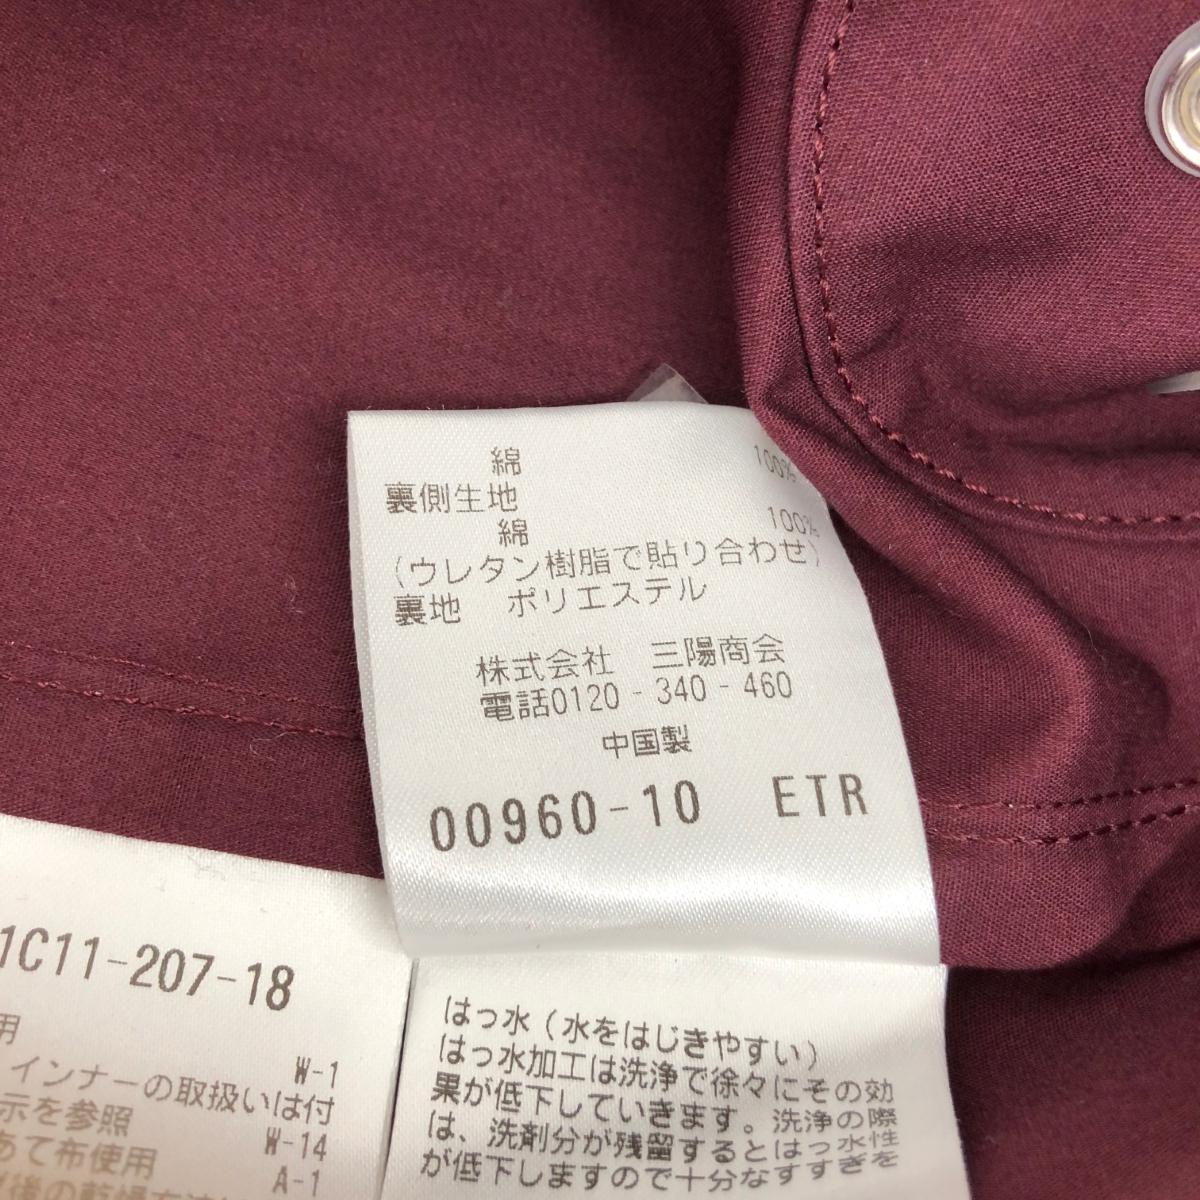 綿 100%
裏側生地
綿 100%
(ウレタン樹脂で貼り合わせ)
裏地 ポリエステル
株式会社 三陽商会
電話0120-340-460
中国製
00960-10 ETR
1C11-207-18
用
W-1
インナーの取扱いは付
示を参照
W-14
あて布使用
A-1
後の乾燥
はっ水(水をはじきやすい)
はっ水加工は洗浄で徐々にその効
果が低下していきます。洗浄の際
は、洗剤分が残留するとはっ水性
が低下しますので十分なすすぎを